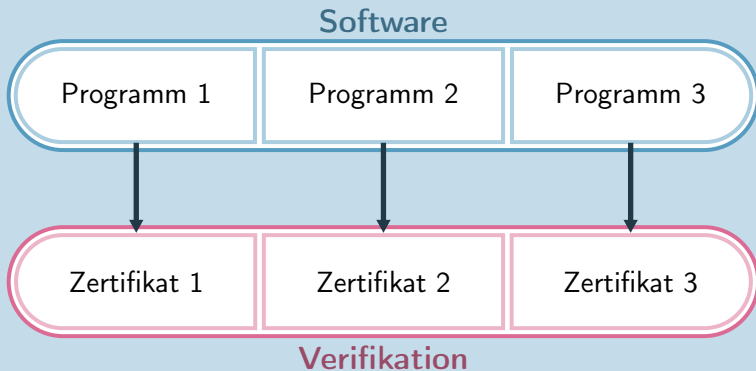 Software
Programm 1 Programm 2 Programm 3
Zertifikat 1 Zertifikat 2 Zertifikat 3
Verifikation